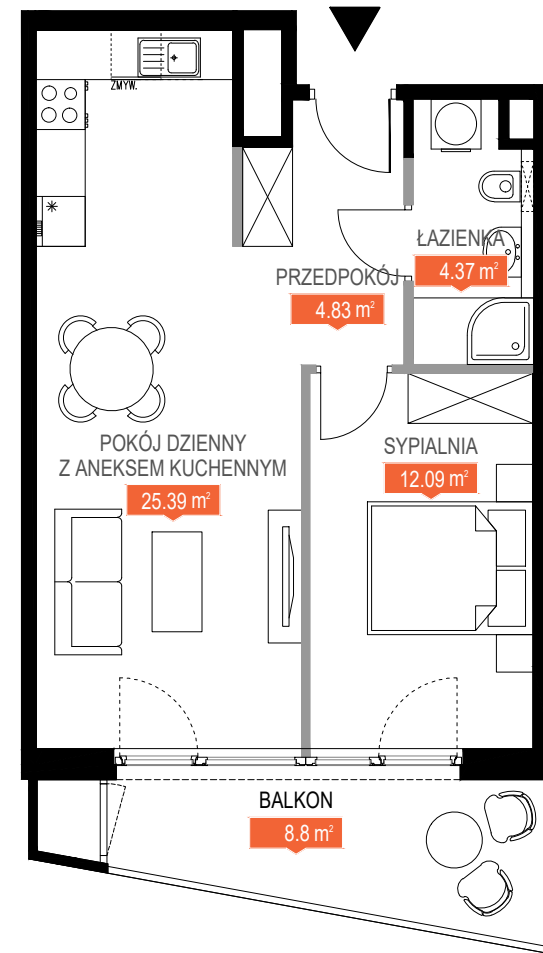 ZMYW.
ŁAZIENKA
4.37 m²
PRZEDPOKÓJ
4.83 m²
POKÓJ DZIENNY
Z ANEKSEM KUCHENNYM
25.39 m²
SYPIALNIA
12.09 m²
BALKON
8.8 m²